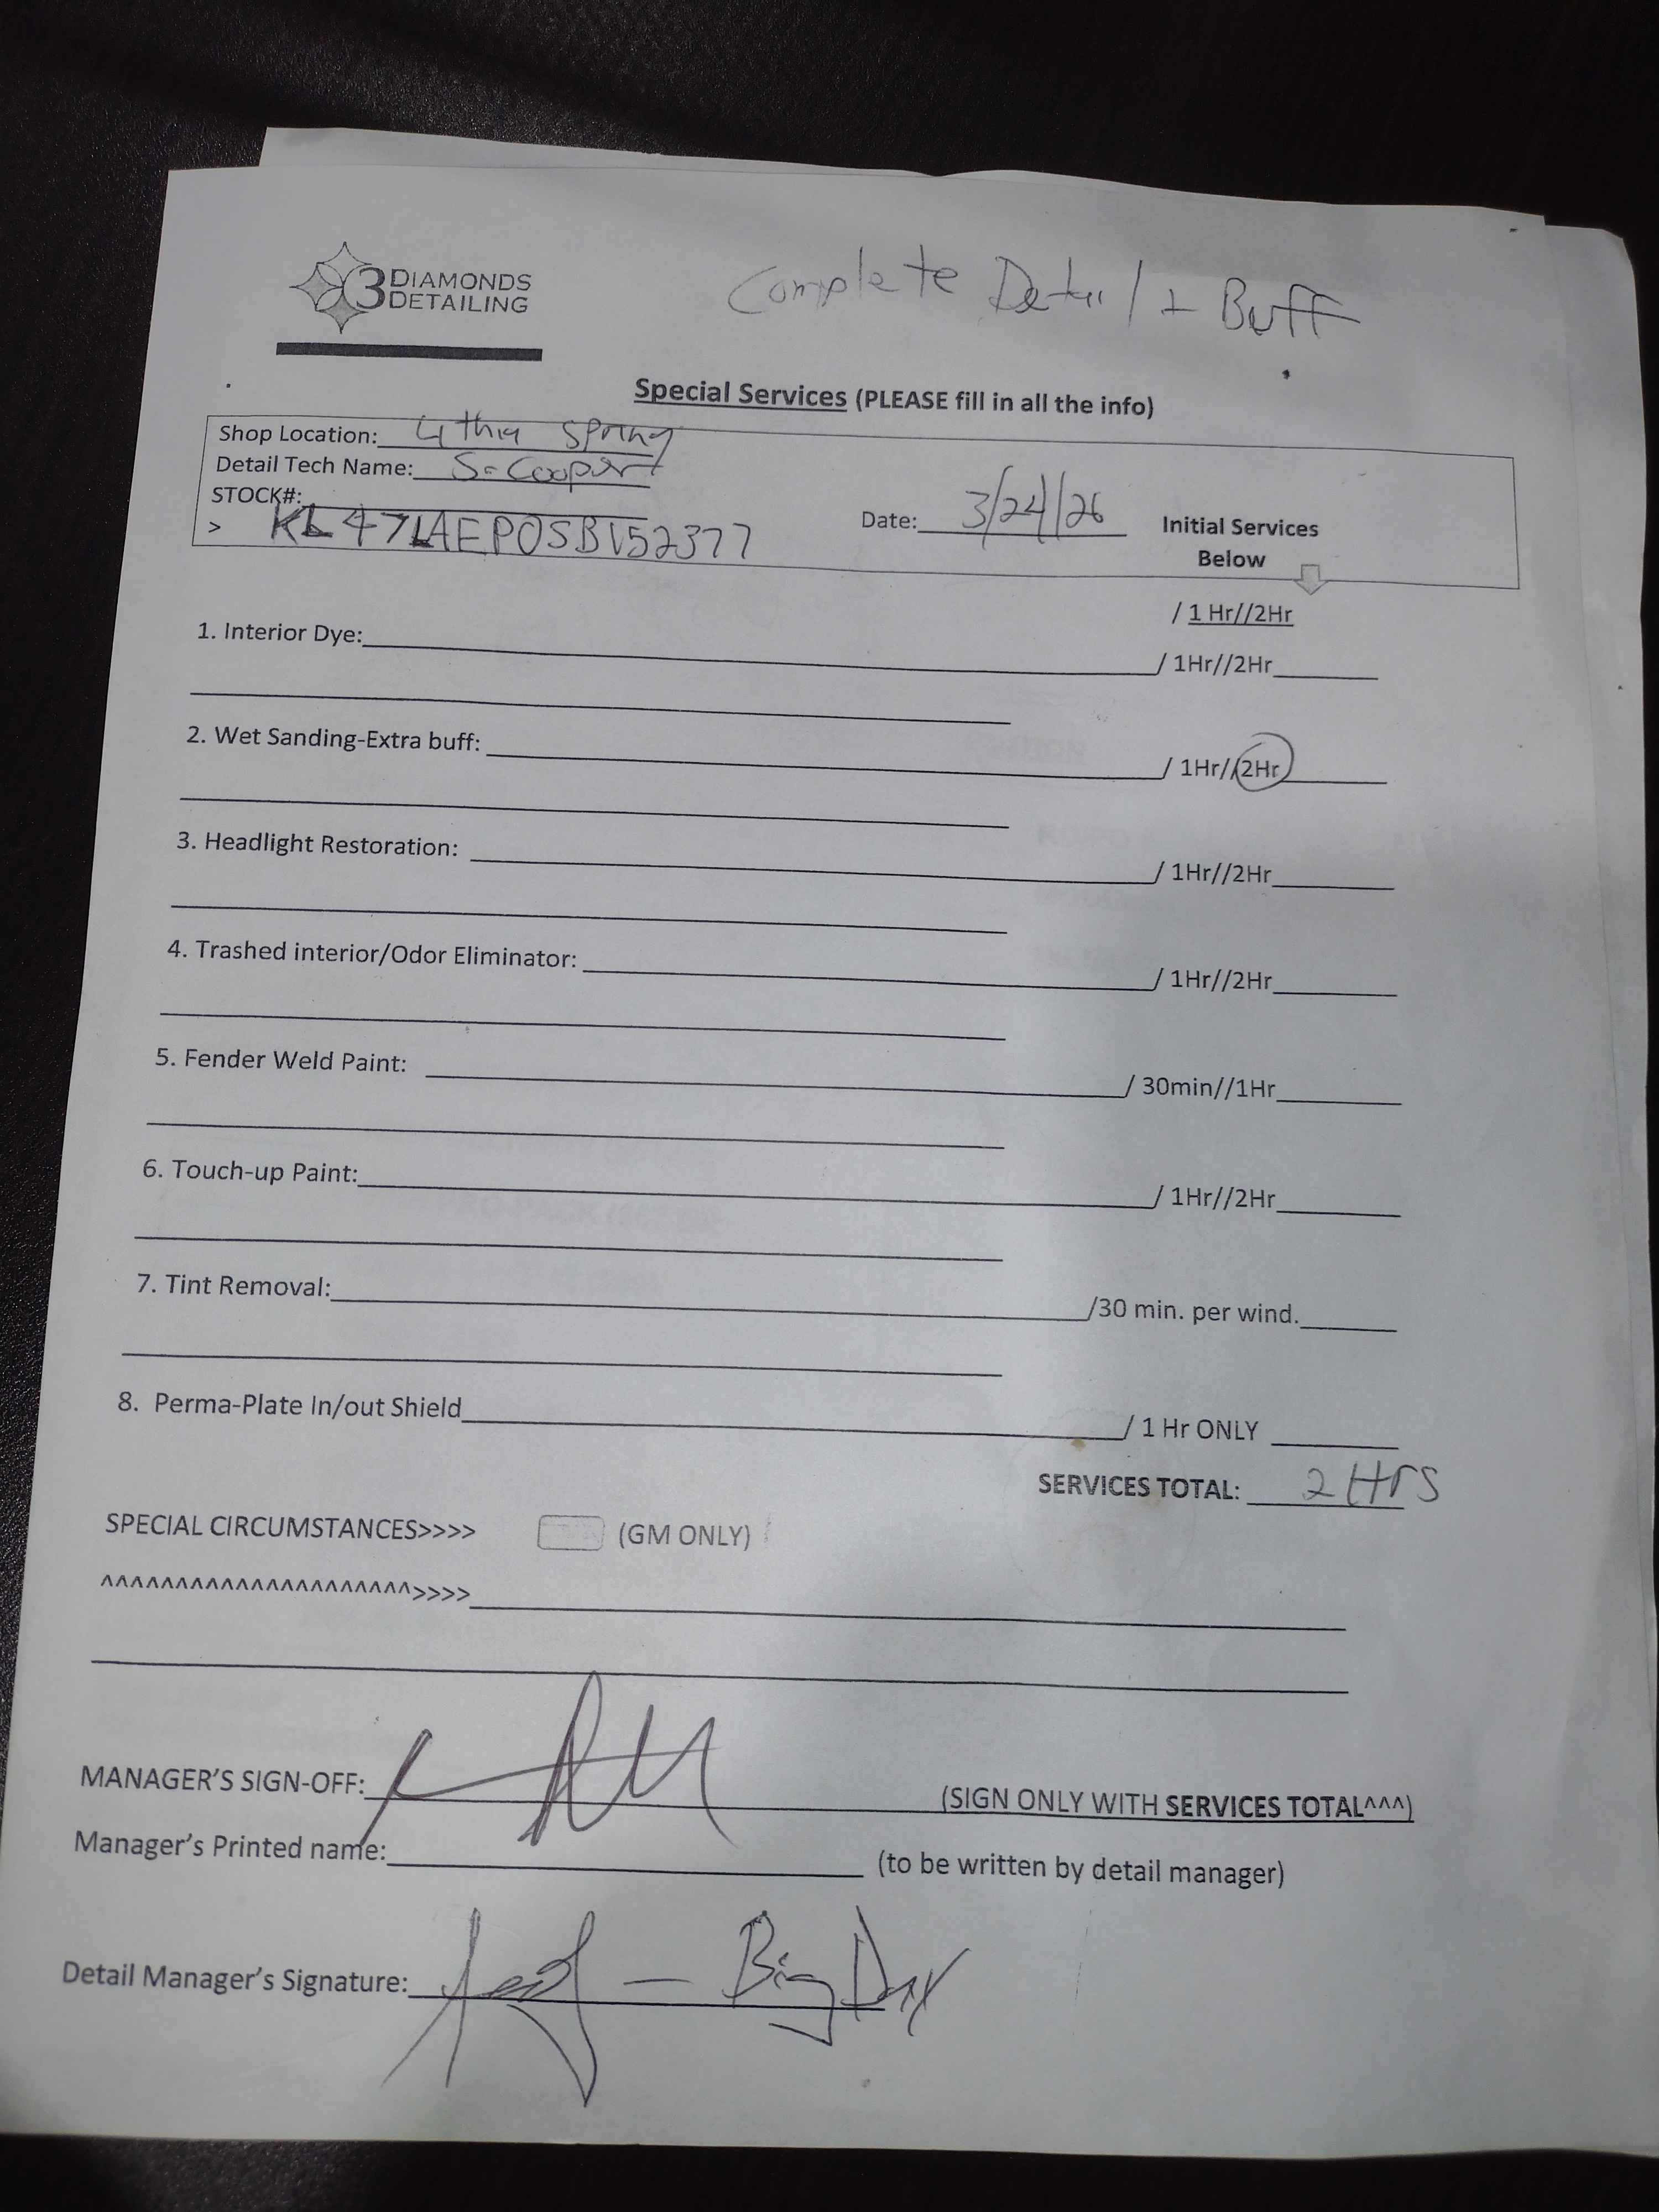 3 DIAMONDS
DETAILING
Complete Detail + Buff
Special Services (PLEASE fill in all the info)
Shop Location: Lithia Spring
Detail Tech Name: S. Cooper
STOCK#:
> KL47LAEP0SB152377
Date: 3/24/26
Initial Services
Below
/ 1 Hr//2Hr
1. Interior Dye: / 1Hr//2Hr
2. Wet Sanding-Extra buff: / 1Hr//2Hr
3. Headlight Restoration: / 1Hr//2Hr
4. Trashed interior/Odor Eliminator: / 1Hr//2Hr
5. Fender Weld Paint: / 30min//1Hr
6. Touch-up Paint: / 1Hr//2Hr
7. Tint Removal: /30 min. per wind.
8. Perma-Plate In/out Shield / 1 Hr ONLY
SERVICES TOTAL: 2 Hrs
SPECIAL CIRCUMSTANCES>>>> (GM ONLY)
^^^^^^^^^^^^^^^^^^^^^>>>>
MANAGER'S SIGN-OFF: (SIGN ONLY WITH SERVICES TOTAL^^^)
Manager's Printed name: (to be written by detail manager)
Detail Manager's Signature: — Big Dax